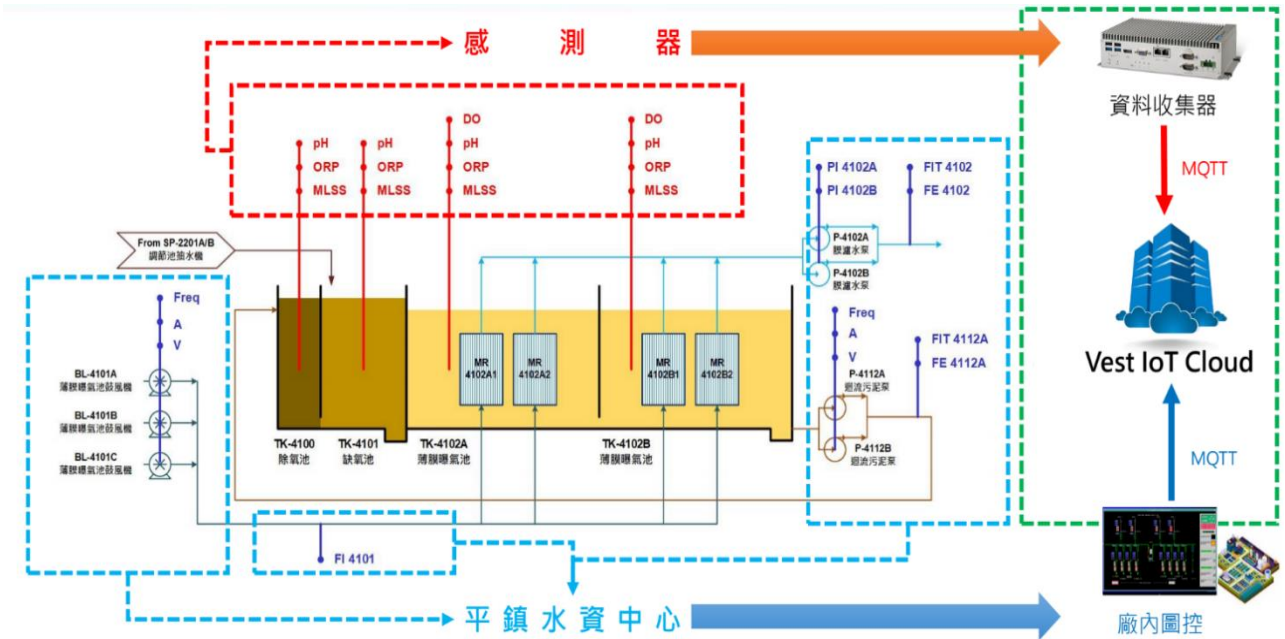 感測器
資料收集器
MQTT
Vest IoT Cloud
MQTT
廠內圖控
pH
ORP
MLSS
pH
ORP
MLSS
DO
pH
ORP
MLSS
DO
pH
ORP
MLSS
PI 4102A
PI 4102B
FIT 4102
FE 4102
From SP-2201A/B
調節池抽水機
P-4102A
膜濾水泵
P-4102B
膜濾水泵
Freq
A
V
BL-4101A
薄膜曝氣池鼓風機
BL-4101B
薄膜曝氣池鼓風機
BL-4101C
薄膜曝氣池鼓風機
MR
4102A1
MR
4102A2
MR
4102B1
MR
4102B2
Freq
A
V
FIT 4112A
FE 4112A
P-4112A
迴流污泥泵
P-4112B
迴流污泥泵
TK-4100
除氧池
TK-4101
缺氧池
TK-4102A
薄膜曝氣池
TK-4102B
薄膜曝氣池
FI 4101
平鎮水資中心